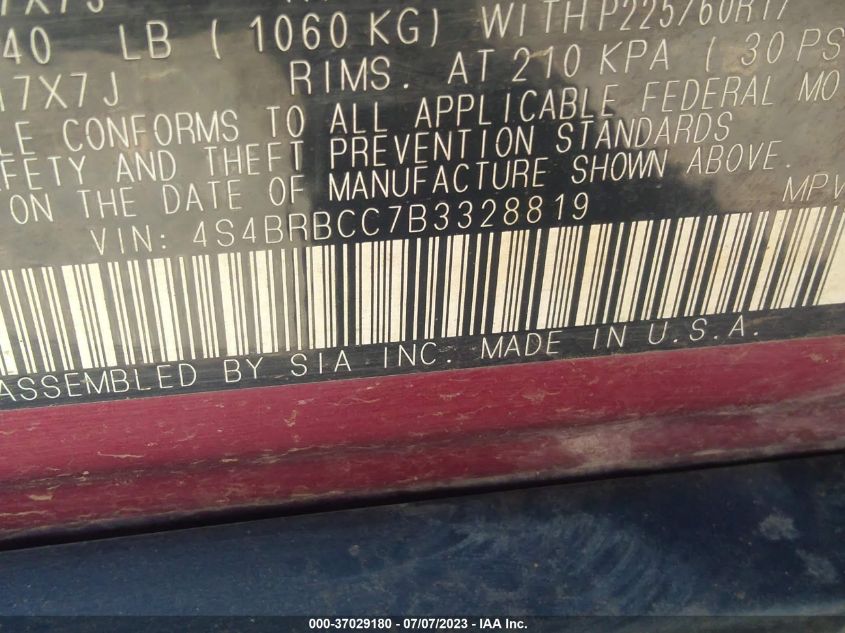 17X7J
40 LB ( 1060 KG) WITH P225/60R17
17X7J RIMS. AT 210 KPA ( 30 PS
LE CONFORMS TO ALL APPLICABLE FEDERAL MO
AFETY AND THEFT PREVENTION STANDARDS
ON THE DATE OF MANUFACTURE SHOWN ABOVE.
VIN: 4S4BRBCC7B3328819 MPV
ASSEMBLED BY SIA INC. MADE IN U.S.A.
000-37029180 - 07/07/2023 - IAA Inc.